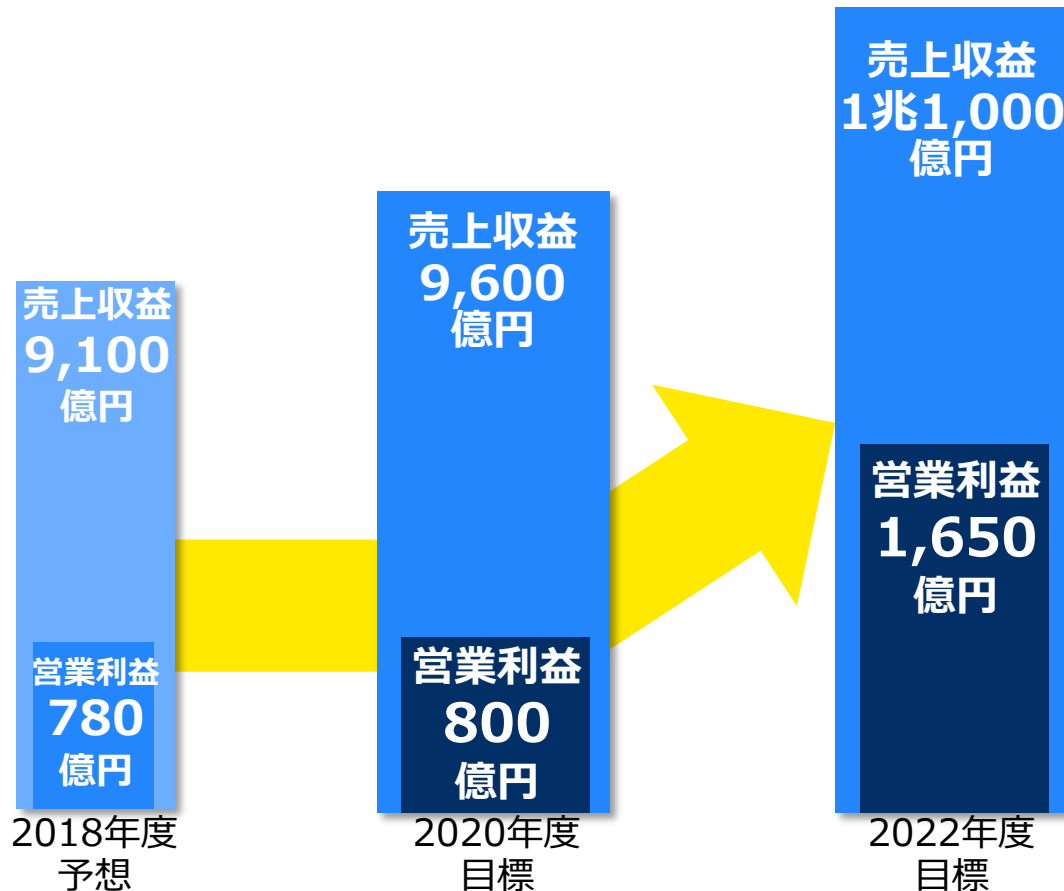 売上収益
9,100
億円
営業利益
780
億円
2018年度
予想
売上収益
9,600
億円
営業利益
800
億円
2020年度
目標
売上収益
1兆1,000
億円
営業利益
1,650
億円
2022年度
目標